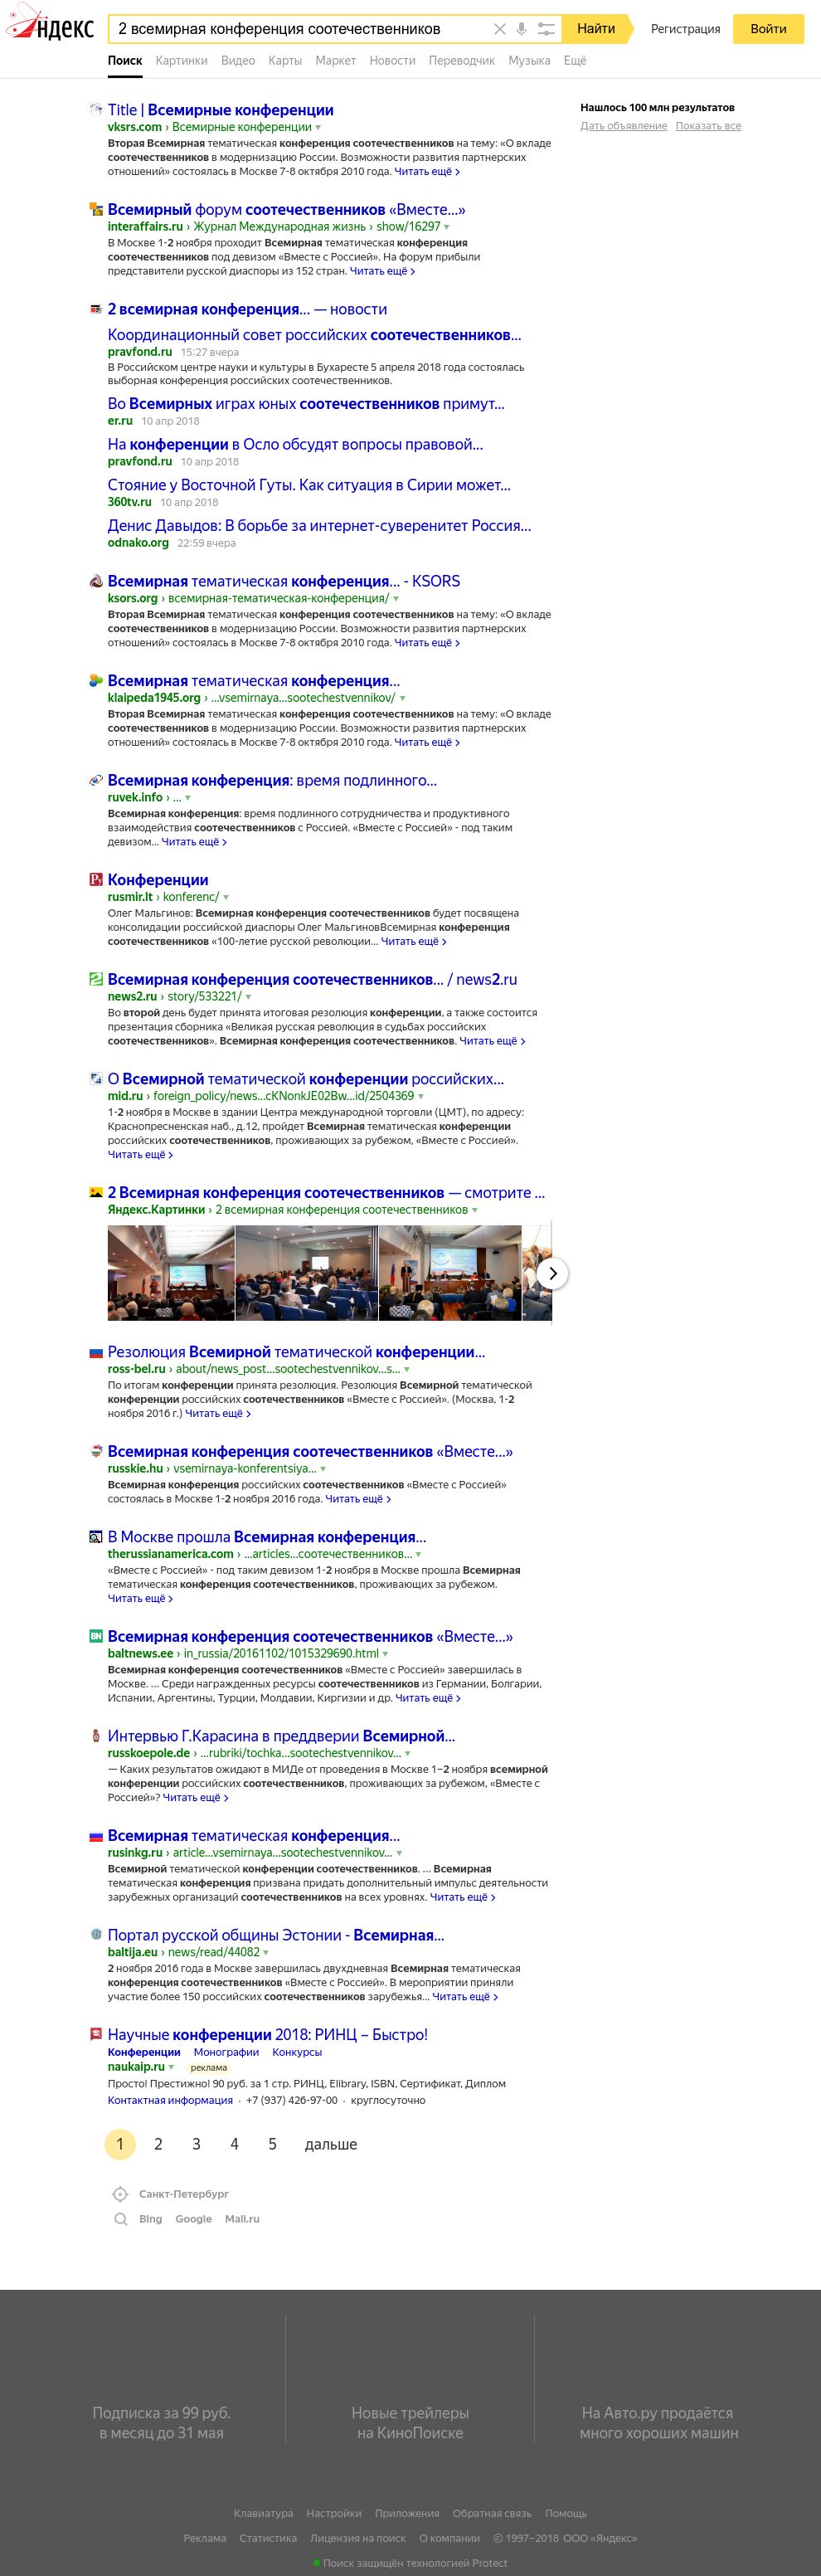 Яндекс
2 всемирная конференция соотечественников
Найти
Регистрация
Войти
Поиск Картинки Видео Карты Маркет Новости Переводчик Музыка Ещё
Нашлось 100 млн результатов
Дать объявление Показать все
Title | Всемирные конференции
vksrs.com › Всемирные конференции
Вторая Всемирная тематическая конференция соотечественников на тему: «О вкладе
соотечественников в модернизацию России. Возможности развития партнерских
отношений» состоялась в Москве 7-8 октября 2010 года. Читать ещё ›
Всемирный форум соотечественников «Вместе...»
interaffairs.ru › Журнал Международная жизнь › show/16297
В Москве 1-2 ноября проходит Всемирная тематическая конференция
соотечественников под девизом «Вместе с Россией». На форум прибыли
представители русской диаспоры из 152 стран. Читать ещё ›
2 всемирная конференция... — новости
Координационный совет российских соотечественников...
pravfond.ru 15:27 вчера
В Российском центре науки и культуры в Бухаресте 5 апреля 2018 года состоялась
выборная конференция российских соотечественников.
Во Всемирных играх юных соотечественников примут...
er.ru 10 апр 2018
На конференции в Осло обсудят вопросы правовой...
pravfond.ru 10 апр 2018
Стояние у Восточной Гуты. Как ситуация в Сирии может...
360tv.ru 10 апр 2018
Денис Давыдов: В борьбе за интернет-суверенитет Россия...
odnako.org 22:59 вчера
Всемирная тематическая конференция... - KSORS
ksors.org › всемирная-тематическая-конференция/
Вторая Всемирная тематическая конференция соотечественников на тему: «О вкладе
соотечественников в модернизацию России. Возможности развития партнерских
отношений» состоялась в Москве 7-8 октября 2010 года. Читать ещё ›
Всемирная тематическая конференция...
klaipeda1945.org › ...vsemirnaya...sootechestvennikov/
Вторая Всемирная тематическая конференция соотечественников на тему: «О вкладе
соотечественников в модернизацию России. Возможности развития партнерских
отношений» состоялась в Москве 7-8 октября 2010 года. Читать ещё ›
Всемирная конференция: время подлинного...
ruvek.info › ...
Всемирная конференция: время подлинного сотрудничества и продуктивного
взаимодействия соотечественников с Россией. «Вместе с Россией» - под таким
девизом... Читать ещё ›
Конференции
rusmir.lt › konferenc/
Олег Мальгинов: Всемирная конференция соотечественников будет посвящена
консолидации российской диаспоры Олег МальгиновВсемирная конференция
соотечественников «100-летие русской революции... Читать ещё ›
Всемирная конференция соотечественников... / news2.ru
news2.ru › story/533221/
Во второй день будет принята итоговая резолюция конференции, а также состоится
презентация сборника «Великая русская революция в судьбах российских
соотечественников». Всемирная конференция соотечественников. Читать ещё ›
О Всемирной тематической конференции российских...
mid.ru › foreign_policy/news...cKNonkJE02Bw...id/2504369
1-2 ноября в Москве в здании Центра международной торговли (ЦМТ), по адресу:
Краснопресненская наб., д.12, пройдет Всемирная тематическая конференции
российских соотечественников, проживающих за рубежом, «Вместе с Россией».
Читать ещё ›
2 Всемирная конференция соотечественников — смотрите ...
Яндекс.Картинки › 2 всемирная конференция соотечественников
Резолюция Всемирной тематической конференции...
ross-bel.ru › about/news_post...sootechestvennikov...s...
По итогам конференции принята резолюция. Резолюция Всемирной тематической
конференции российских соотечественников «Вместе с Россией». (Москва, 1-2
ноября 2016 г.) Читать ещё ›
Всемирная конференция соотечественников «Вместе...»
russkie.hu › vsemirnaya-konferentsiya...
Всемирная конференция российских соотечественников «Вместе с Россией»
состоялась в Москве 1-2 ноября 2016 года. Читать ещё ›
В Москве прошла Всемирная конференция...
therussianamerica.com › ...articles...соотечественников...
«Вместе с Россией» - под таким девизом 1-2 ноября в Москве прошла Всемирная
тематическая конференция соотечественников, проживающих за рубежом.
Читать ещё ›
Всемирная конференция соотечественников «Вместе...»
baltnews.ee › in_russia/20161102/1015329690.html
Всемирная конференция соотечественников «Вместе с Россией» завершилась в
Москве. ... Среди награжденных ресурсы соотечественников из Германии, Болгарии,
Испании, Аргентины, Турции, Молдавии, Киргизии и др. Читать ещё ›
Интервью Г.Карасина в преддверии Всемирной...
russkoepole.de › ...rubriki/tochka...sootechestvennikov...
— Каких результатов ожидают в МИДе от проведения в Москве 1–2 ноября всемирной
конференции российских соотечественников, проживающих за рубежом, «Вместе с
Россией»? Читать ещё ›
Всемирная тематическая конференция...
rusinkg.ru › article...vsemirnaya...sootechestvennikov...
Всемирной тематической конференции соотечественников. ... Всемирная
тематическая конференция призвана придать дополнительный импульс деятельности
зарубежных организаций соотечественников на всех уровнях. Читать ещё ›
Портал русской общины Эстонии - Всемирная...
baltija.eu › news/read/44082
2 ноября 2016 года в Москве завершилась двухдневная Всемирная тематическая
конференция соотечественников «Вместе с Россией». В мероприятии приняли
участие более 150 российских соотечественников зарубежья... Читать ещё ›
Научные конференции 2018: РИНЦ – Быстро!
Конференции Монографии Конкурсы
naukaip.ru реклама
Просто! Престижно! 90 руб. за 1 стр. РИНЦ, Elibrary, ISBN, Сертификат, Диплом
Контактная информация · +7 (937) 426-97-00 · круглосуточно
1 2 3 4 5 дальше
Санкт-Петербург
Bing Google Mail.ru
Подписка за 99 руб.
в месяц до 31 мая
Новые трейлеры
на КиноПоиске
На Авто.ру продаётся
много хороших машин
Клавиатура Настройки Приложения Обратная связь Помощь
Реклама Статистика Лицензия на поиск О компании © 1997–2018 ООО «Яндекс»
Поиск защищён технологией Protect